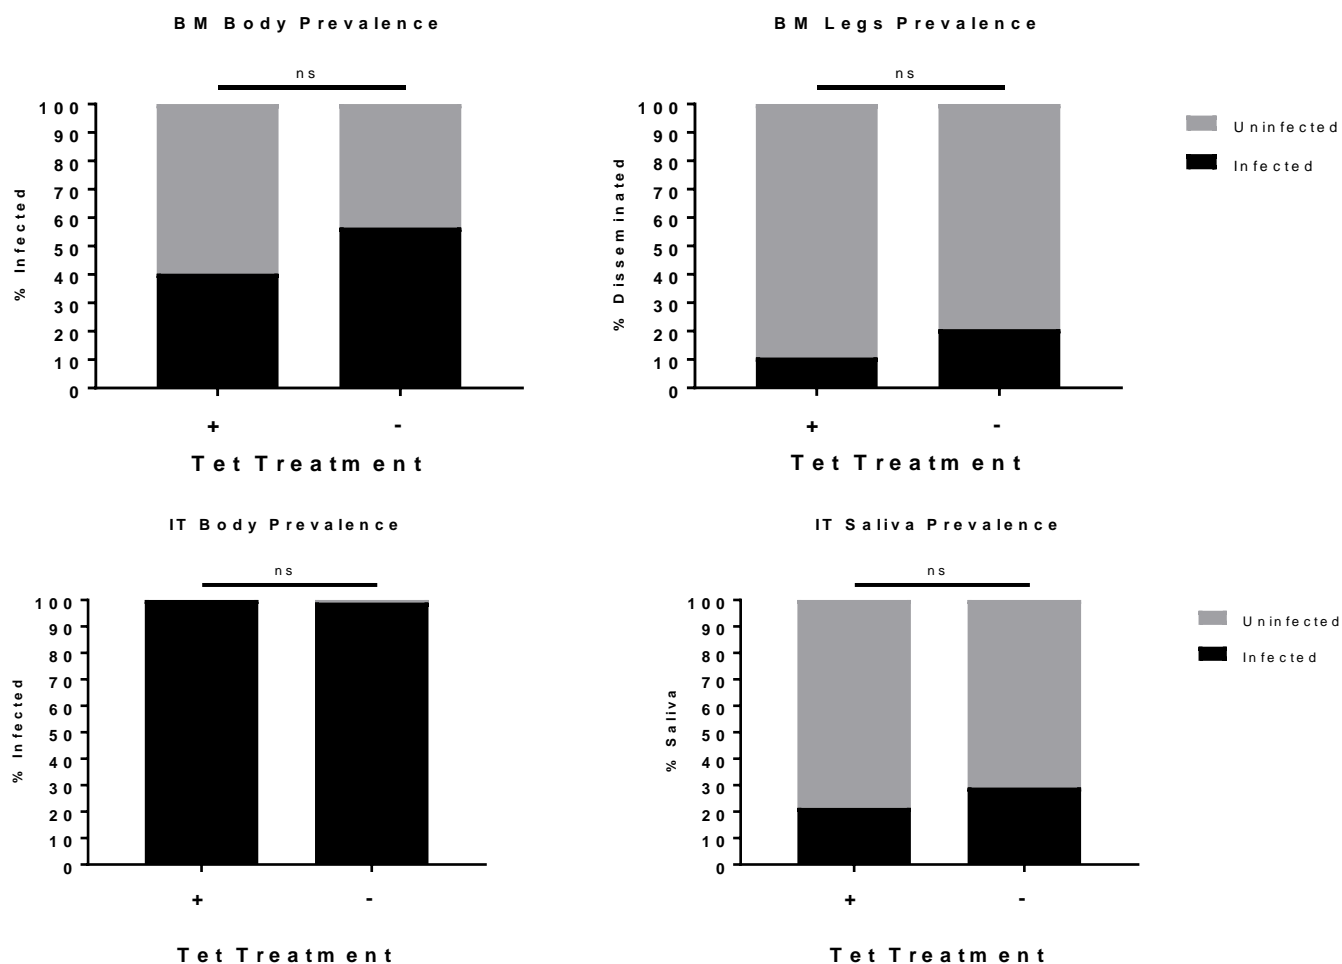 BM Body Prevalence
ns
% Infected
100
90
80
70
60
50
40
30
20
10
0
+ -
Tet Treatment
BM Legs Prevalence
ns
% Disseminated
100
90
80
70
60
50
40
30
20
10
0
+ -
Tet Treatment
Uninfected
Infected
IT Body Prevalence
ns
% Infected
100
90
80
70
60
50
40
30
20
10
0
+ -
Tet Treatment
IT Saliva Prevalence
ns
% Saliva
100
90
80
70
60
50
40
30
20
10
0
+ -
Tet Treatment
Uninfected
Infected